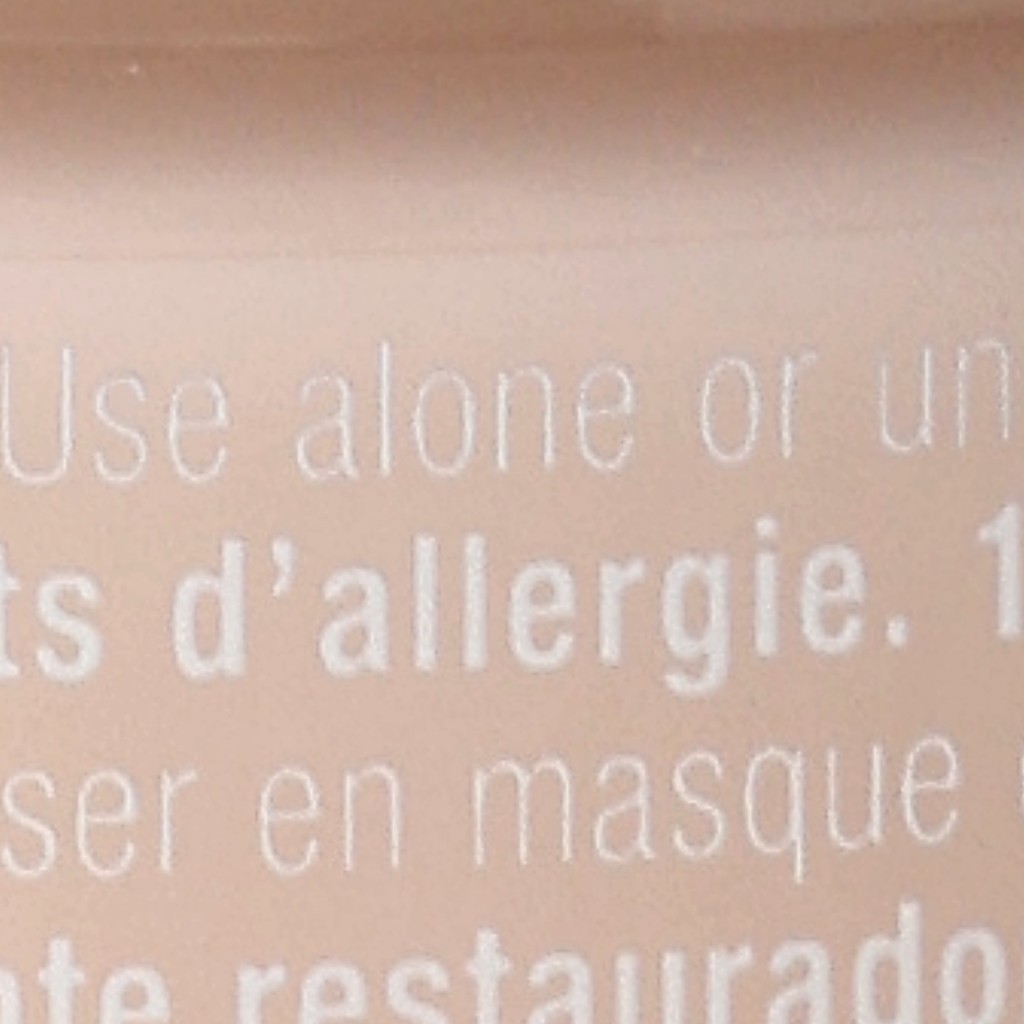 Use alone or un
ts d'allergie. 1
ser en masque
nte restaurado